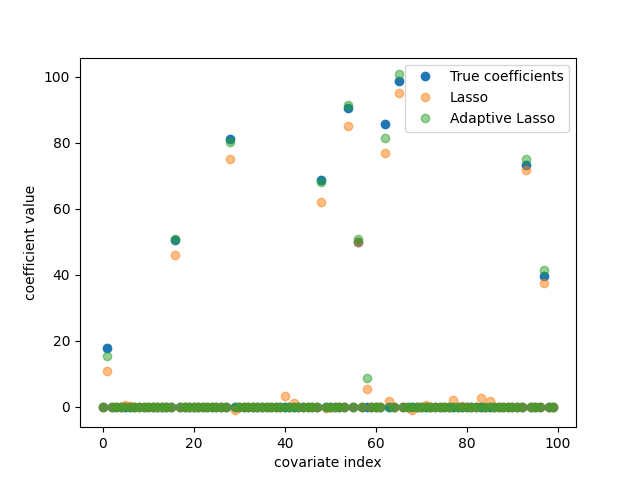 100
80
60
40
20
0
coefficient value
True coefficients
Lasso
Adaptive Lasso
0
20
40
60
80
100
covariate index